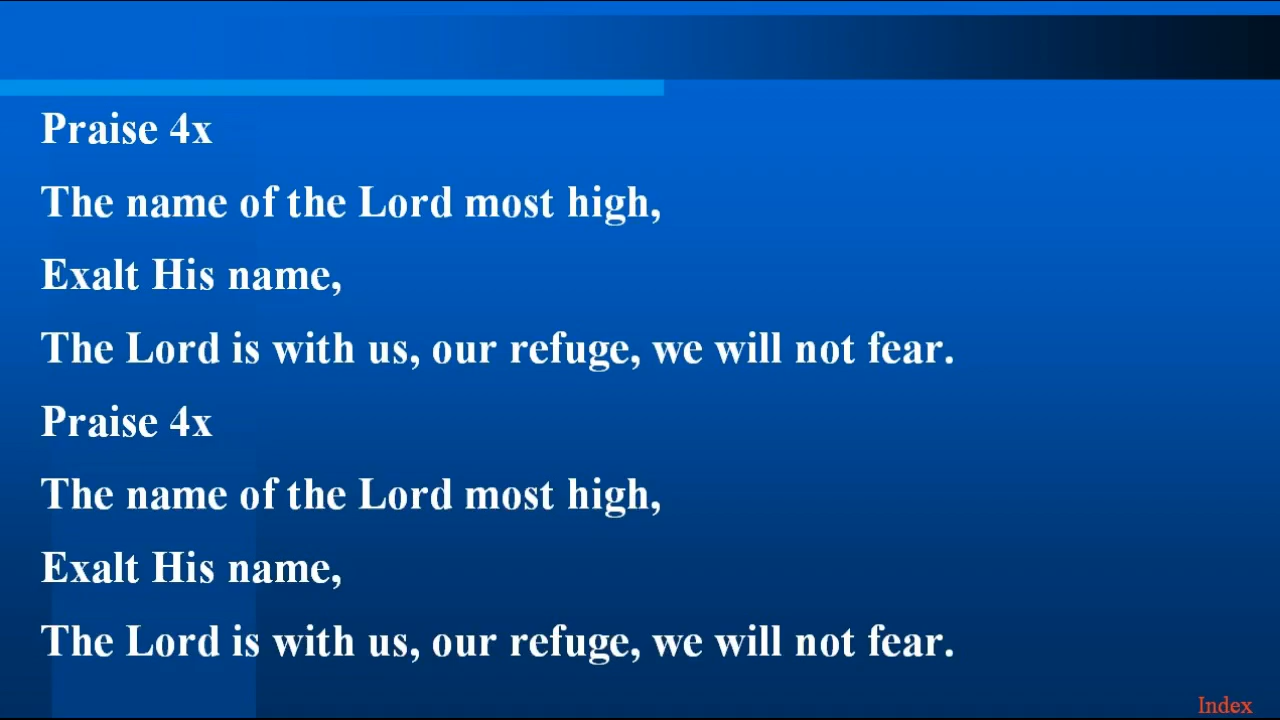 Praise 4x
The name of the Lord most high,
Exalt His name,
The Lord is with us, our refuge, we will not fear.
Praise 4x
The name of the Lord most high,
Exalt His name,
The Lord is with us, our refuge, we will not fear.
Index